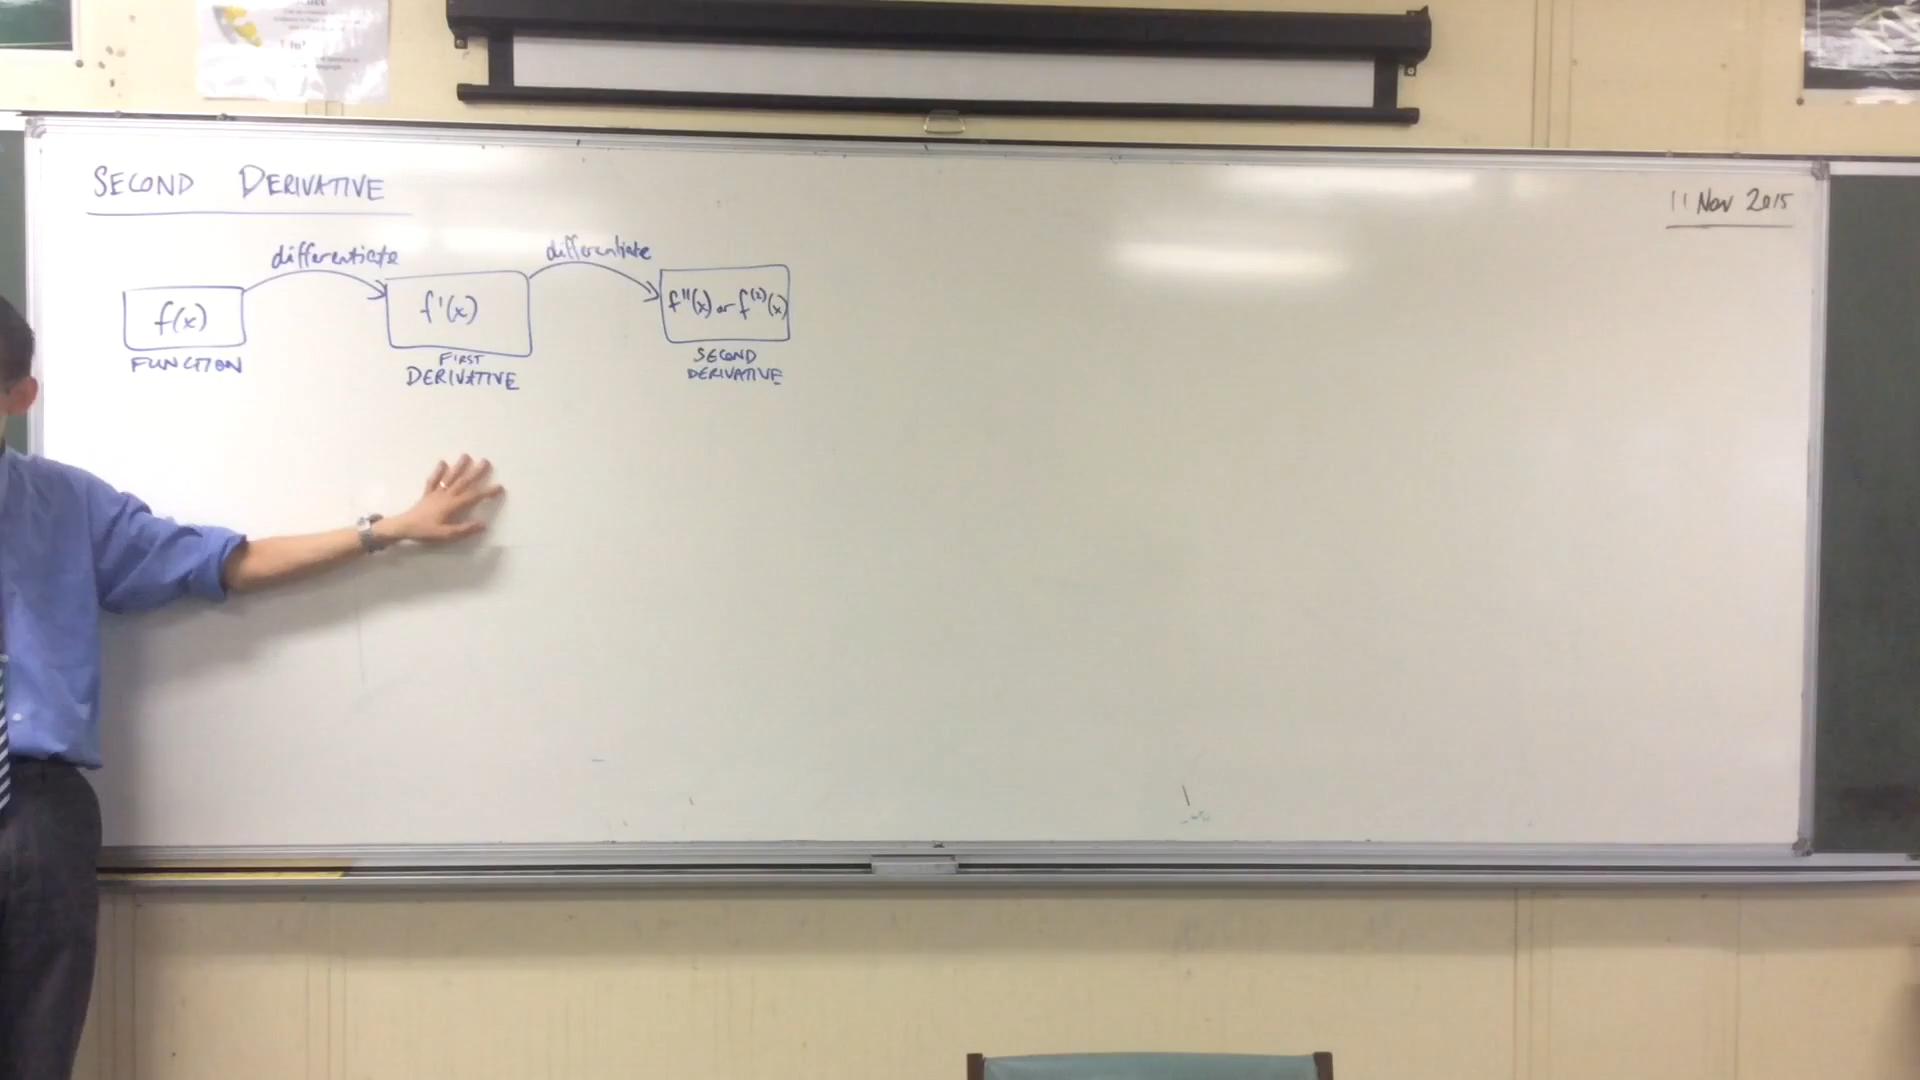 SECOND DERIVATIVE
11 Nov 2015
differentiate
differentiate
f(x)
f'(x)
f''(x) or f⁽²⁾(x)
FUNCTION
FIRST
DERIVATIVE
SECOND
DERIVATIVE